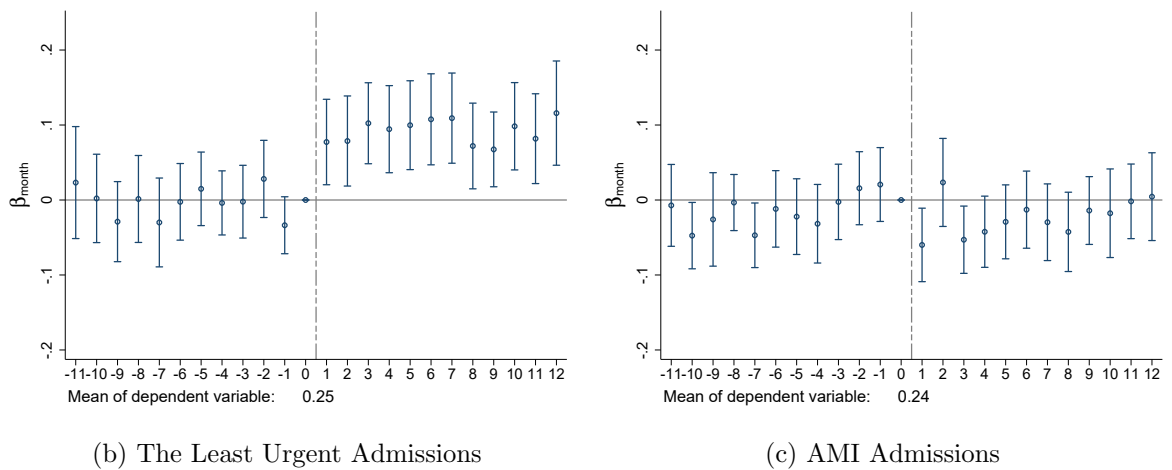 .2
.1
0
-.1
-.2
βmonth
-11 -10 -9 -8 -7 -6 -5 -4 -3 -2 -1 0 1 2 3 4 5 6 7 8 9 10 11 12
Mean of dependent variable: 0.25
(b) The Least Urgent Admissions
.2
.1
0
-.1
-.2
βmonth
-11 -10 -9 -8 -7 -6 -5 -4 -3 -2 -1 0 1 2 3 4 5 6 7 8 9 10 11 12
Mean of dependent variable: 0.24
(c) AMI Admissions